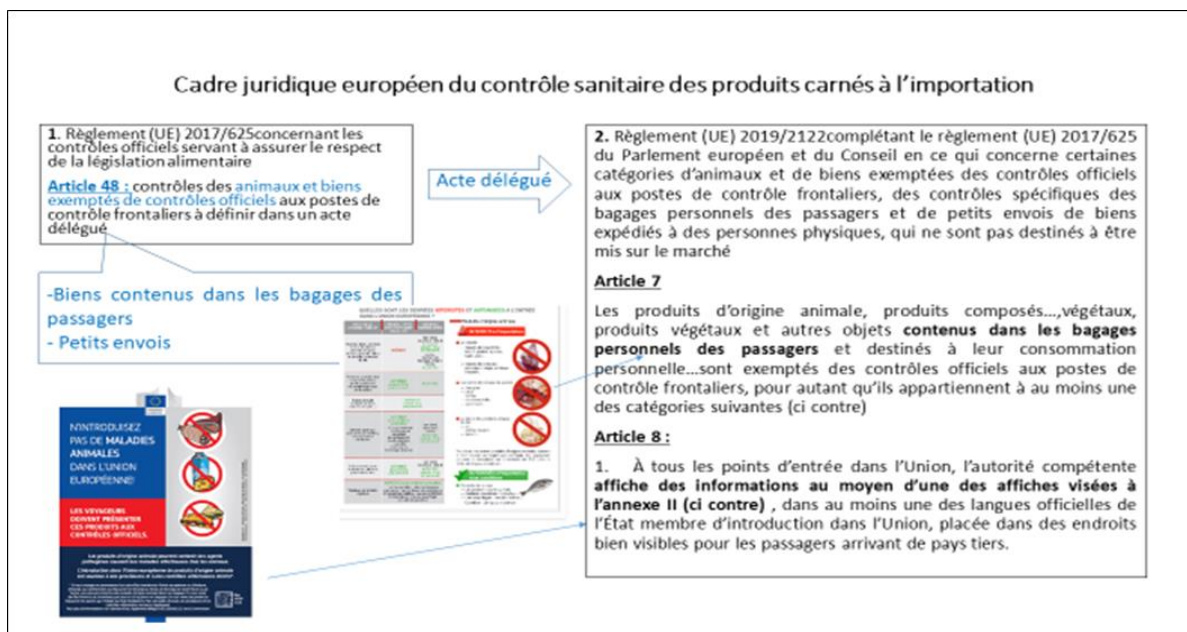 Cadre juridique européen du contrôle sanitaire des produits carnés à l'importation
1. Règlement (UE) 2017/625concernant les
contrôles officiels servant à assurer le respect
de la législation alimentaire
Article 48 : contrôles des animaux et biens
exemptés de contrôles officiels aux postes de
contrôle frontaliers à définir dans un acte
délégué
Acte délégué
-Biens contenus dans les bagages des
passagers
- Petits envois
2. Règlement (UE) 2019/2122complétant le règlement (UE) 2017/625
du Parlement européen et du Conseil en ce qui concerne certaines
catégories d'animaux et de biens exemptées des contrôles officiels
aux postes de contrôle frontaliers, des contrôles spécifiques des
bagages personnels des passagers et de petits envois de biens
expédiés à des personnes physiques, qui ne sont pas destinés à être
mis sur le marché
Article 7
Les produits d'origine animale, produits composés...,végétaux,
produits végétaux et autres objets contenus dans les bagages
personnels des passagers et destinés à leur consommation
personnelle...sont exemptés des contrôles officiels aux postes de
contrôle frontaliers, pour autant qu'ils appartiennent à au moins une
des catégories suivantes (ci contre)
Article 8 :
1. À tous les points d'entrée dans l'Union, l'autorité compétente
affiche des informations au moyen d'une des affiches visées à
l'annexe II (ci contre) , dans au moins une des langues officielles de
l'État membre d'introduction dans l'Union, placée dans des endroits
bien visibles pour les passagers arrivant de pays tiers.
N'INTRODUISEZ
PAS DE MALADIES
ANIMALES
DANS L'UNION
EUROPÉENNE!
LES VOYAGEURS
DOIVENT PRÉSENTER
CES PRODUITS AUX
CONTRÔLES OFFICIELS.